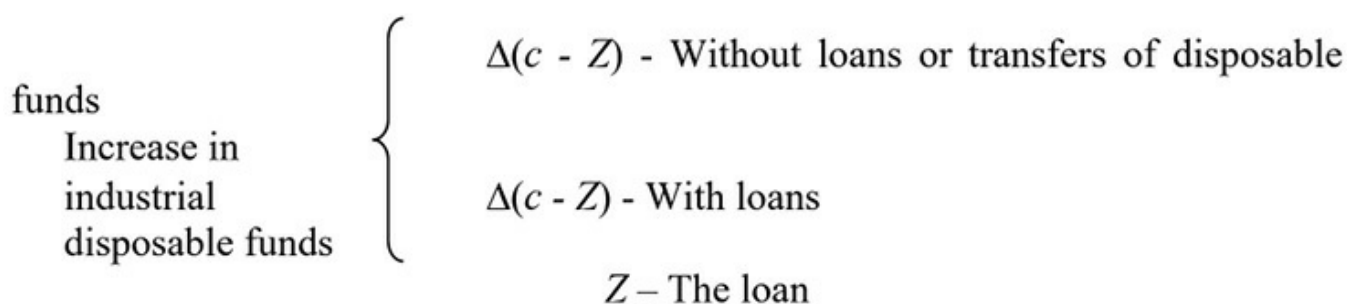 Δ(c - Z) - Without loans or transfers of disposable
funds
Increase in
industrial
Δ(c - Z) - With loans
disposable funds
Z – The loan